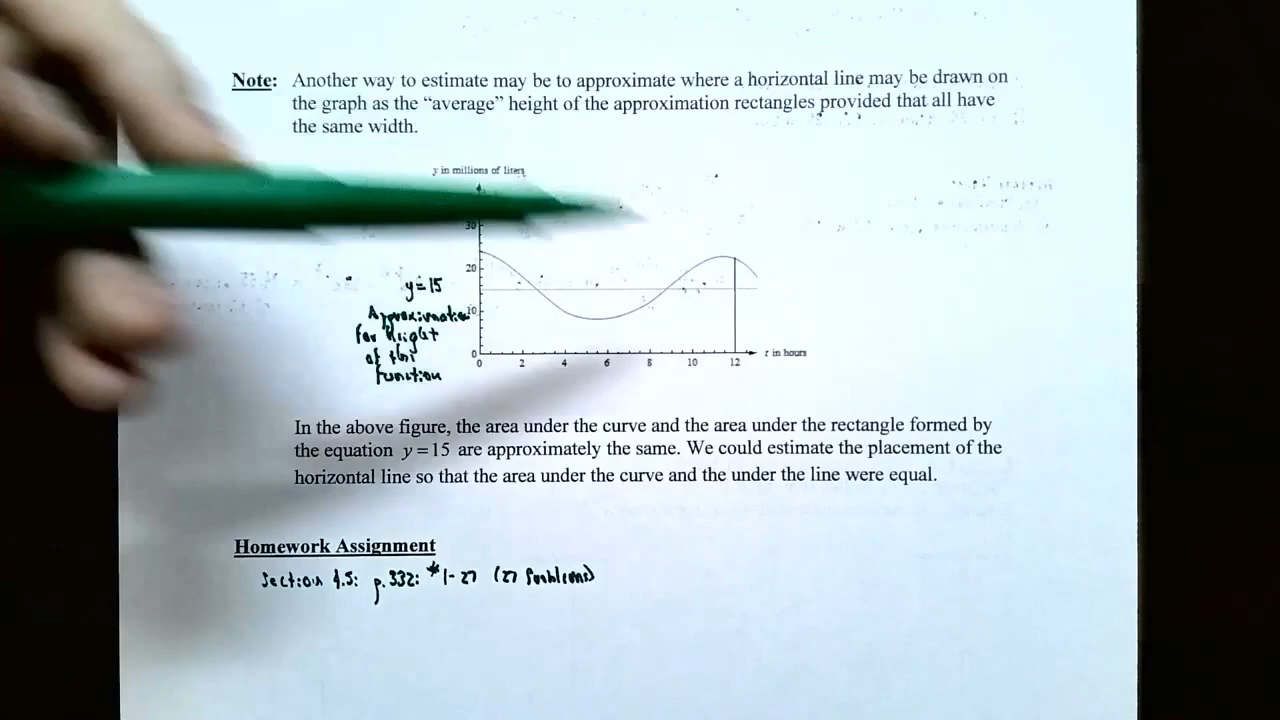 Note: Another way to estimate may be to approximate where a horizontal line may be drawn on
the graph as the “average” height of the approximation rectangles provided that all have
the same width.
y in millions of liters
30
20
10
0
y=15
Approximation
for Height
of this
function
0 2 4 6 8 10 12
t in hours
In the above figure, the area under the curve and the area under the rectangle formed by
the equation y = 15 are approximately the same. We could estimate the placement of the
horizontal line so that the area under the curve and the under the line were equal.
Homework Assignment
Section 4.5: p.332: #1-27 (27 Problems)